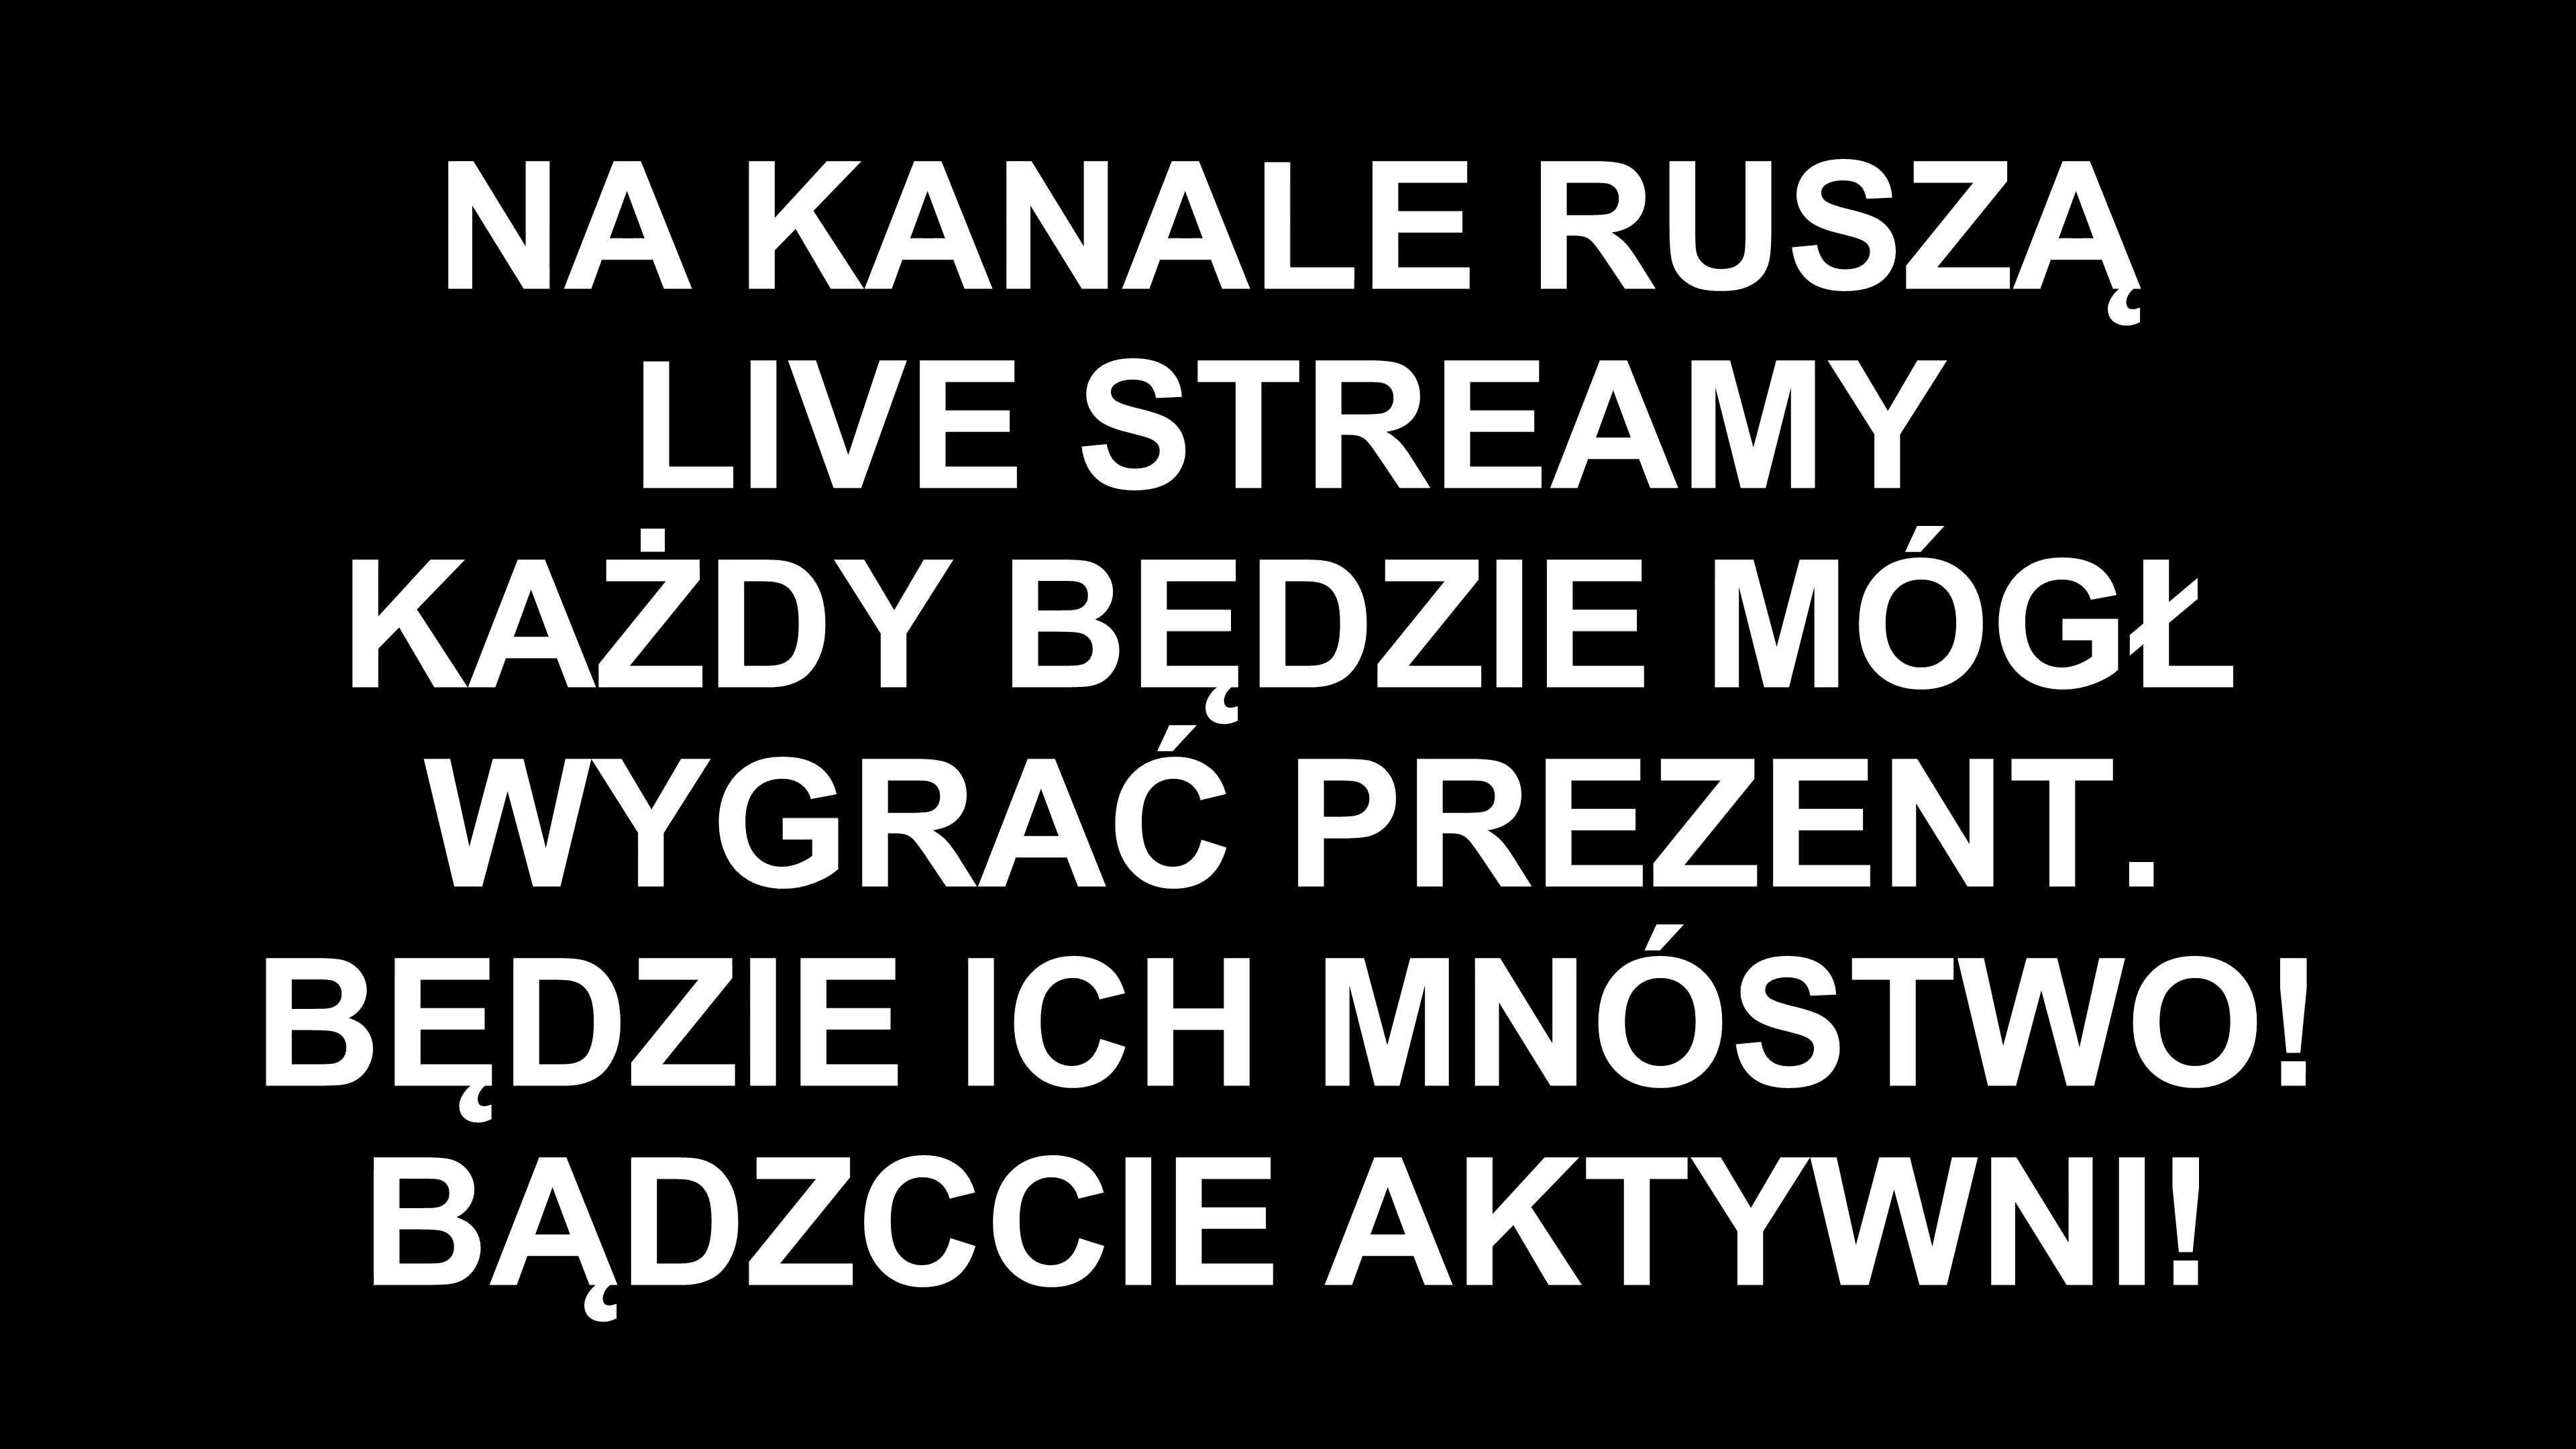 NA KANALE RUSZĄ
LIVE STREAMY
KAŻDY BĘDZIE MÓGŁ
WYGRAĆ PREZENT.
BĘDZIE ICH MNÓSTWO!
BĄDZCCIE AKTYWNI!